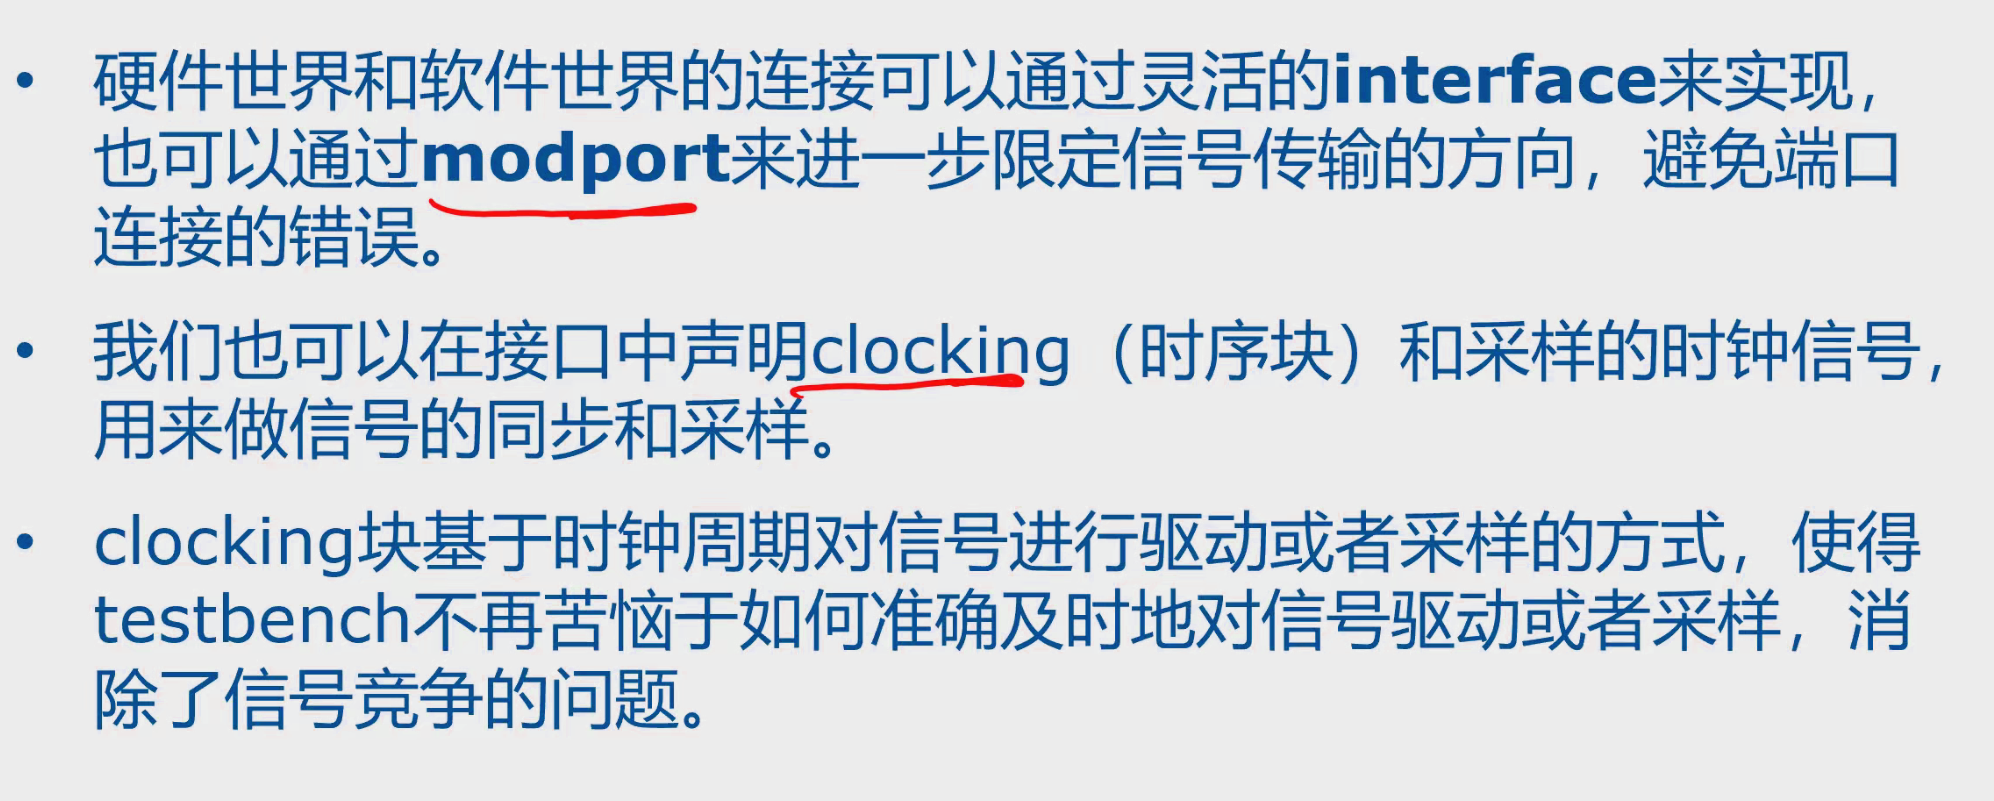 • 硬件世界和软件世界的连接可以通过灵活的interface来实现，
也可以通过modport来进一步限定信号传输的方向，避免端口
连接的错误。
• 我们也可以在接口中声明clocking（时序块）和采样的时钟信号，
用来做信号的同步和采样。
• clocking块基于时钟周期对信号进行驱动或者采样的方式，使得
testbench不再苦恼于如何准确及时地对信号驱动或者采样，消
除了信号竞争的问题。